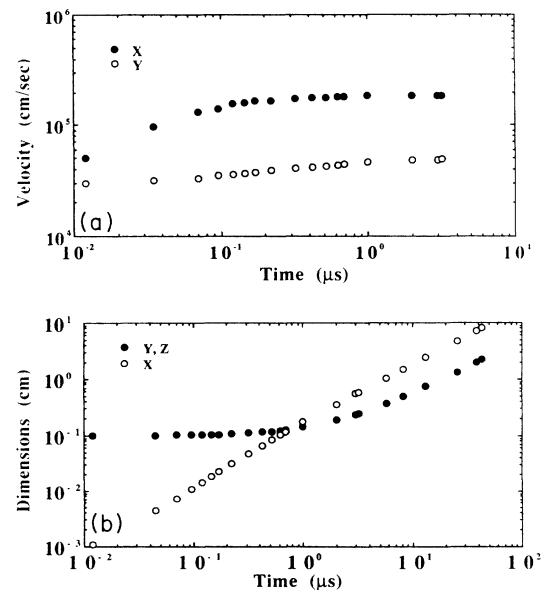 10^6
X
Y
Velocity (cm/sec)
10^5
(a)
10^4
10^-2 10^-1 10^0 10^1
Time (μs)
10^1
Y, Z
X
10^0
Dimensions (cm)
10^-1
10^-2
(b)
10^-3
10^-2 10^-1 10^0 10^1 10^2
Time (μs)